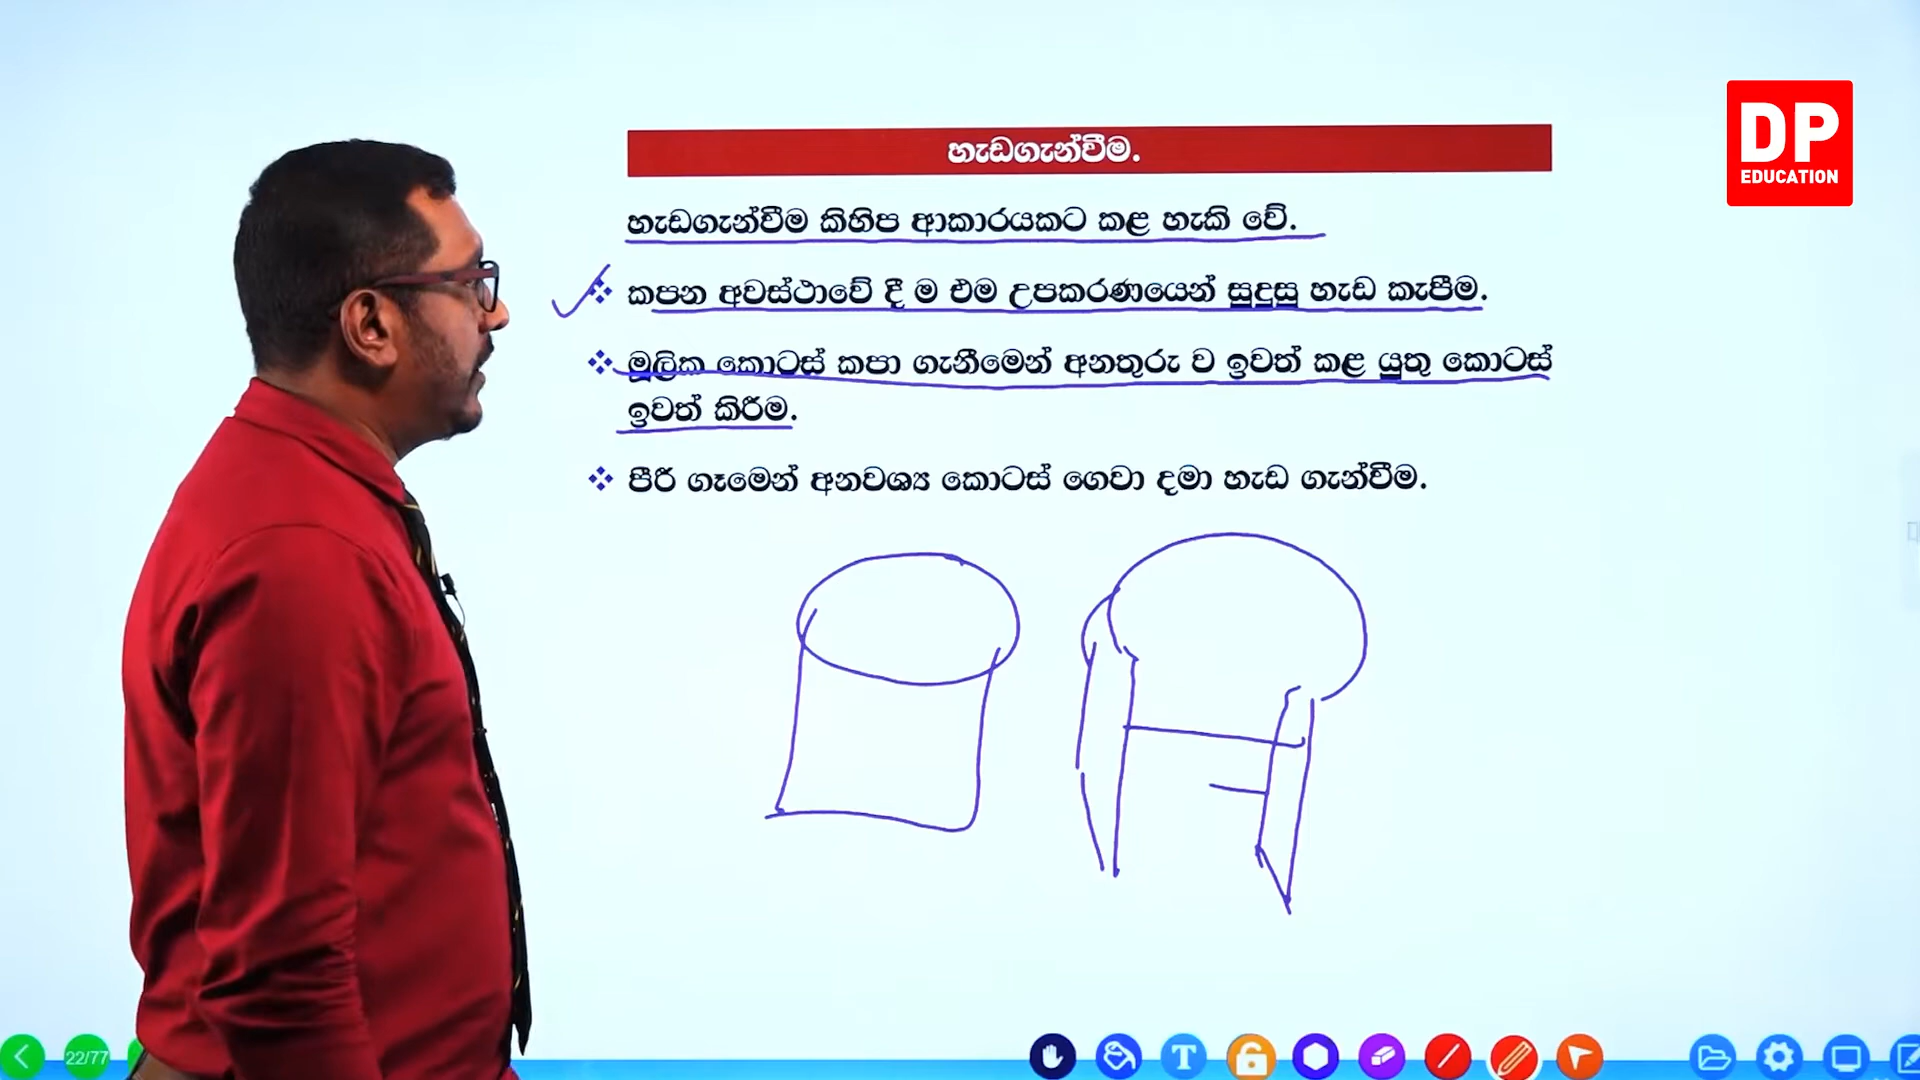 DP
EDUCATION
හැඩගැන්වීම.
හැඩගැන්වීම කිහිප ආකාරයකට කළ හැකි වේ.
❖ කපන අවස්ථාවේ දී ම එම උපකරණයෙන් සුදුසු හැඩ කැපීම.
❖ මූලික කොටස් කපා ගැනීමෙන් අනතුරු ව ඉවත් කළ යුතු කොටස්
ඉවත් කිරීම.
❖ පීරි ගෑමෙන් අනවශ්‍ය කොටස් ගෙවා දමා හැඩ ගැන්වීම.
22/77
T